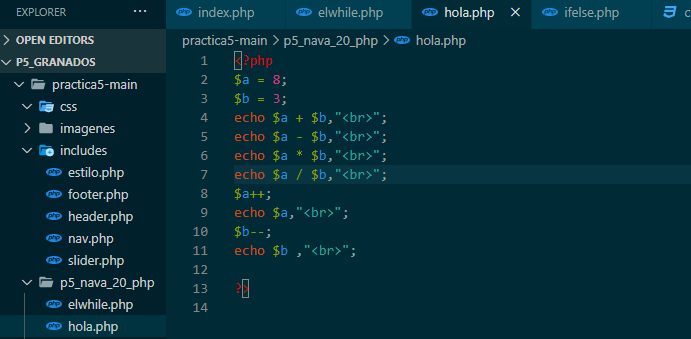 EXPLORER
OPEN EDITORS
P5_GRANADOS
practica5-main
css
imagenes
includes
estilo.php
footer.php
header.php
nav.php
slider.php
p5_nava_20_php
elwhile.php
hola.php
index.php elwhile.php hola.php ifelse.php c
practica5-main > p5_nava_20_php > hola.php
1 <?php
2 $a = 8;
3 $b = 3;
4 echo $a + $b,"<br>";
5 echo $a - $b,"<br>";
6 echo $a * $b,"<br>";
7 echo $a / $b,"<br>";
8 $a++;
9 echo $a,"<br>";
10 $b--;
11 echo $b ,"<br>";
12
13 ?>
14